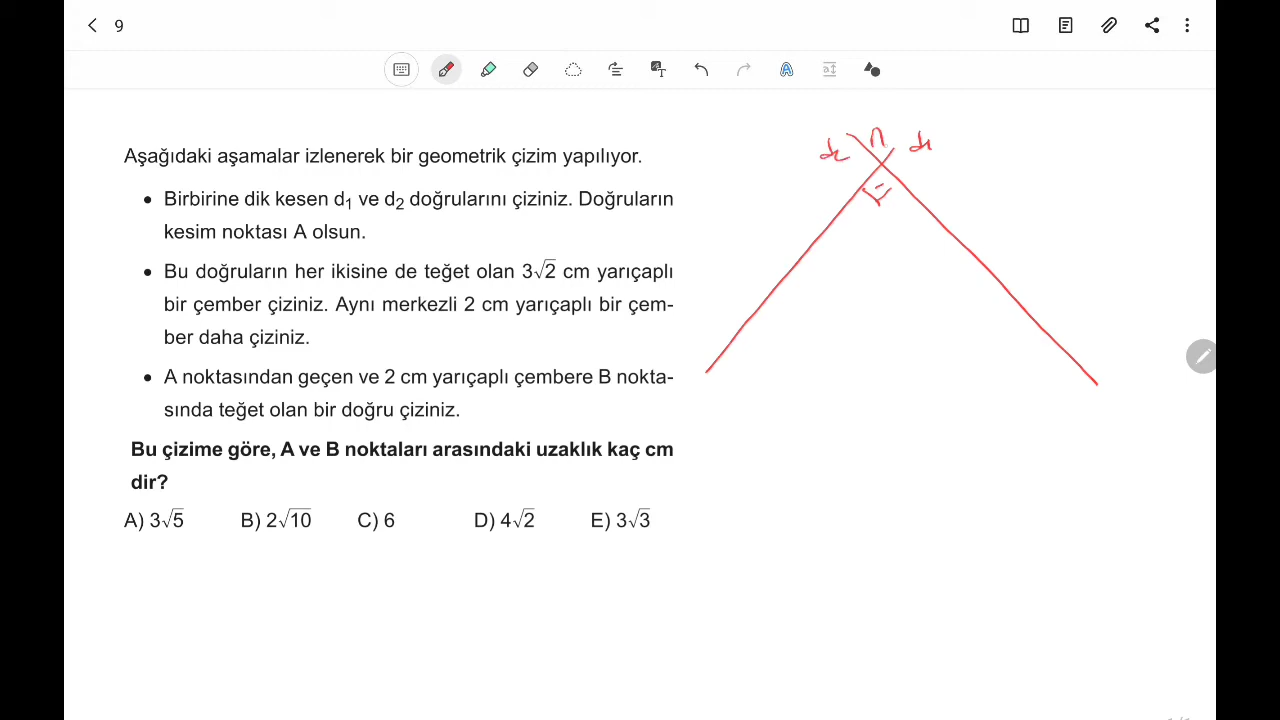 9
Aşağıdaki aşamalar izlenerek bir geometrik çizim yapılıyor.
• Birbirine dik kesen d₁ ve d₂ doğrularını çiziniz. Doğruların
kesim noktası A olsun.
• Bu doğruların her ikisine de teğet olan 3√2 cm yarıçaplı
bir çember çiziniz. Aynı merkezli 2 cm yarıçaplı bir çem-
ber daha çiziniz.
• A noktasından geçen ve 2 cm yarıçaplı çembere B nokta-
sında teğet olan bir doğru çiziniz.
Bu çizime göre, A ve B noktaları arasındaki uzaklık kaç cm
dir?
A) 3√5 B) 2√10 C) 6 D) 4√2 E) 3√3